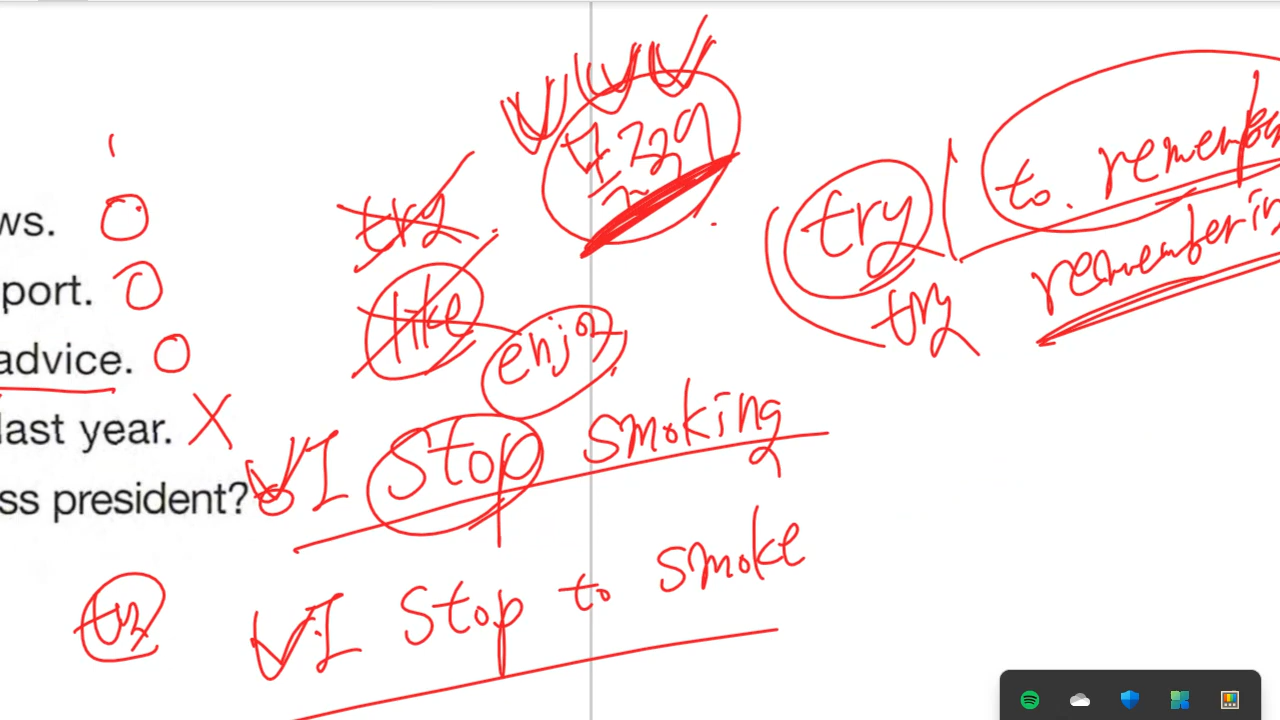 ws. O
port. O
advice. O
last year. X
ss president?
try
like
enjoy
try to remember
try remembering
I Stop smoking
I Stop to smoke